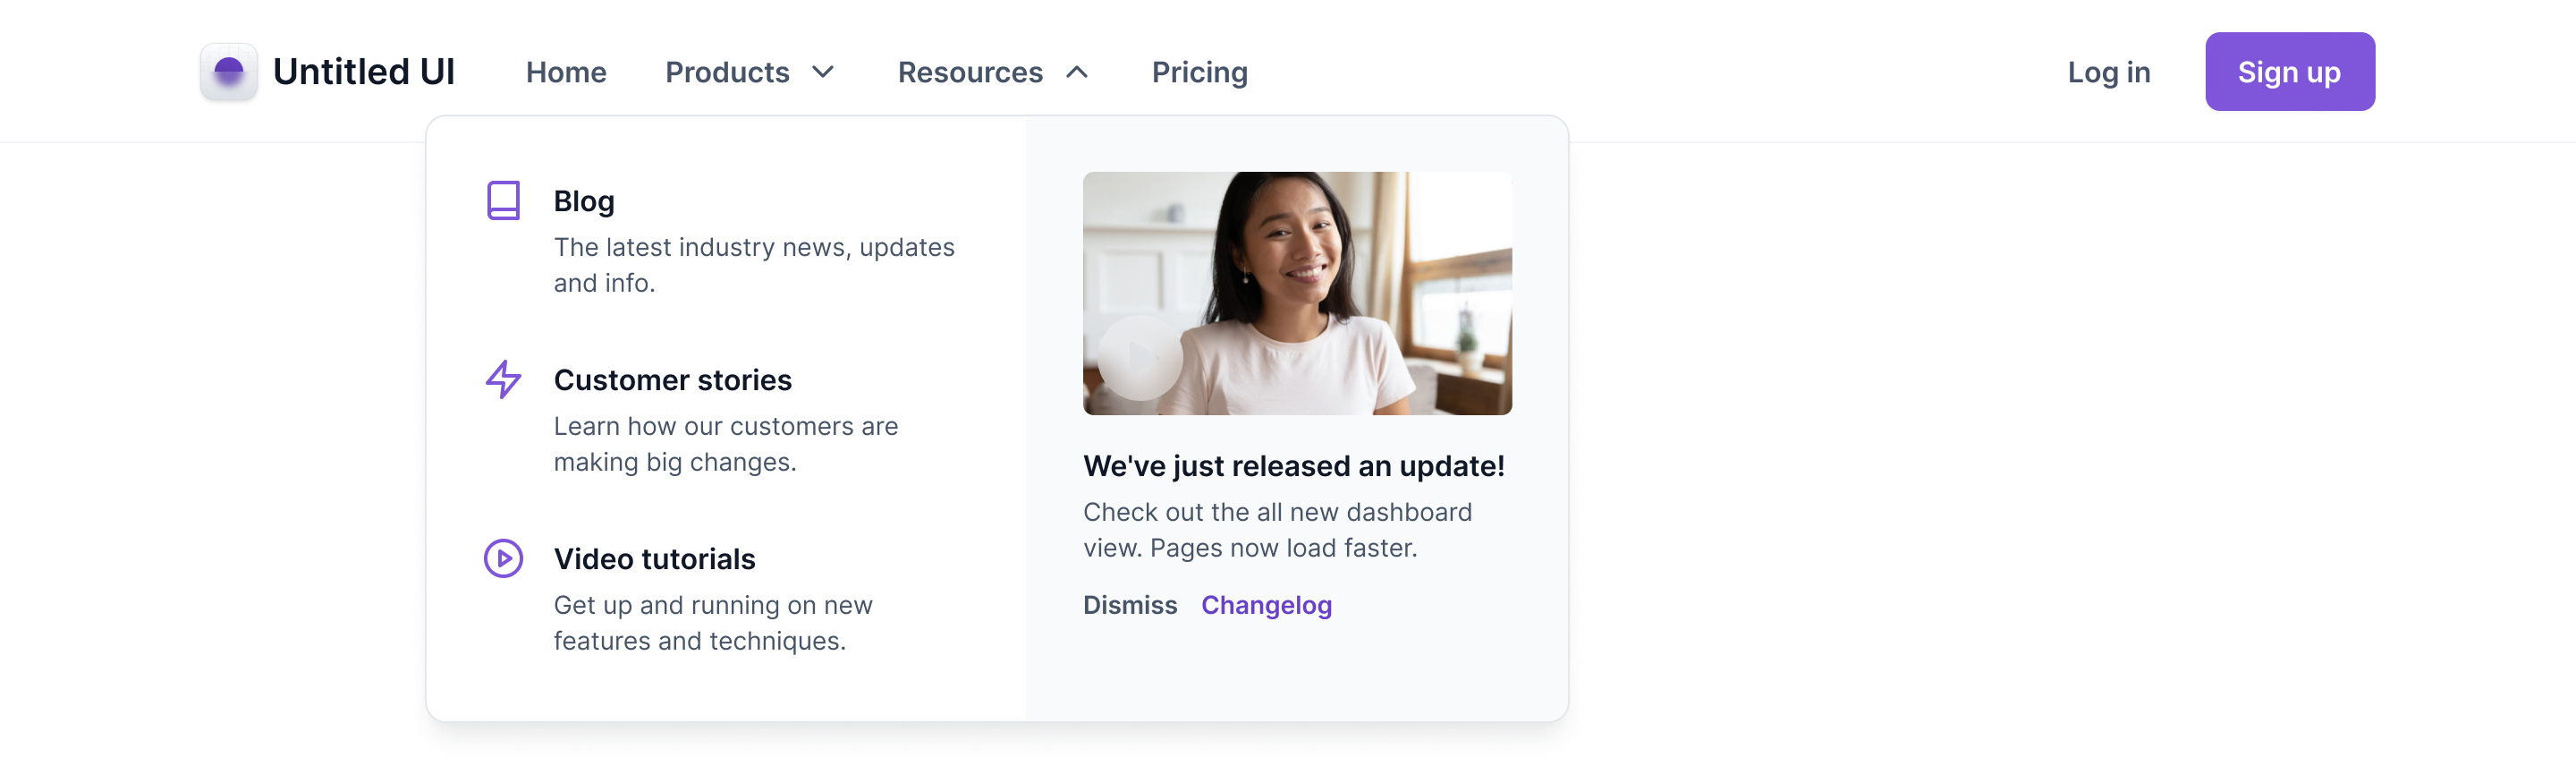 Untitled UI
Home
Products
Resources
Pricing
Log in
Sign up
Blog
The latest industry news, updates
and info.
Customer stories
Learn how our customers are
making big changes.
Video tutorials
Get up and running on new
features and techniques.
We've just released an update!
Check out the all new dashboard
view. Pages now load faster.
Dismiss
Changelog